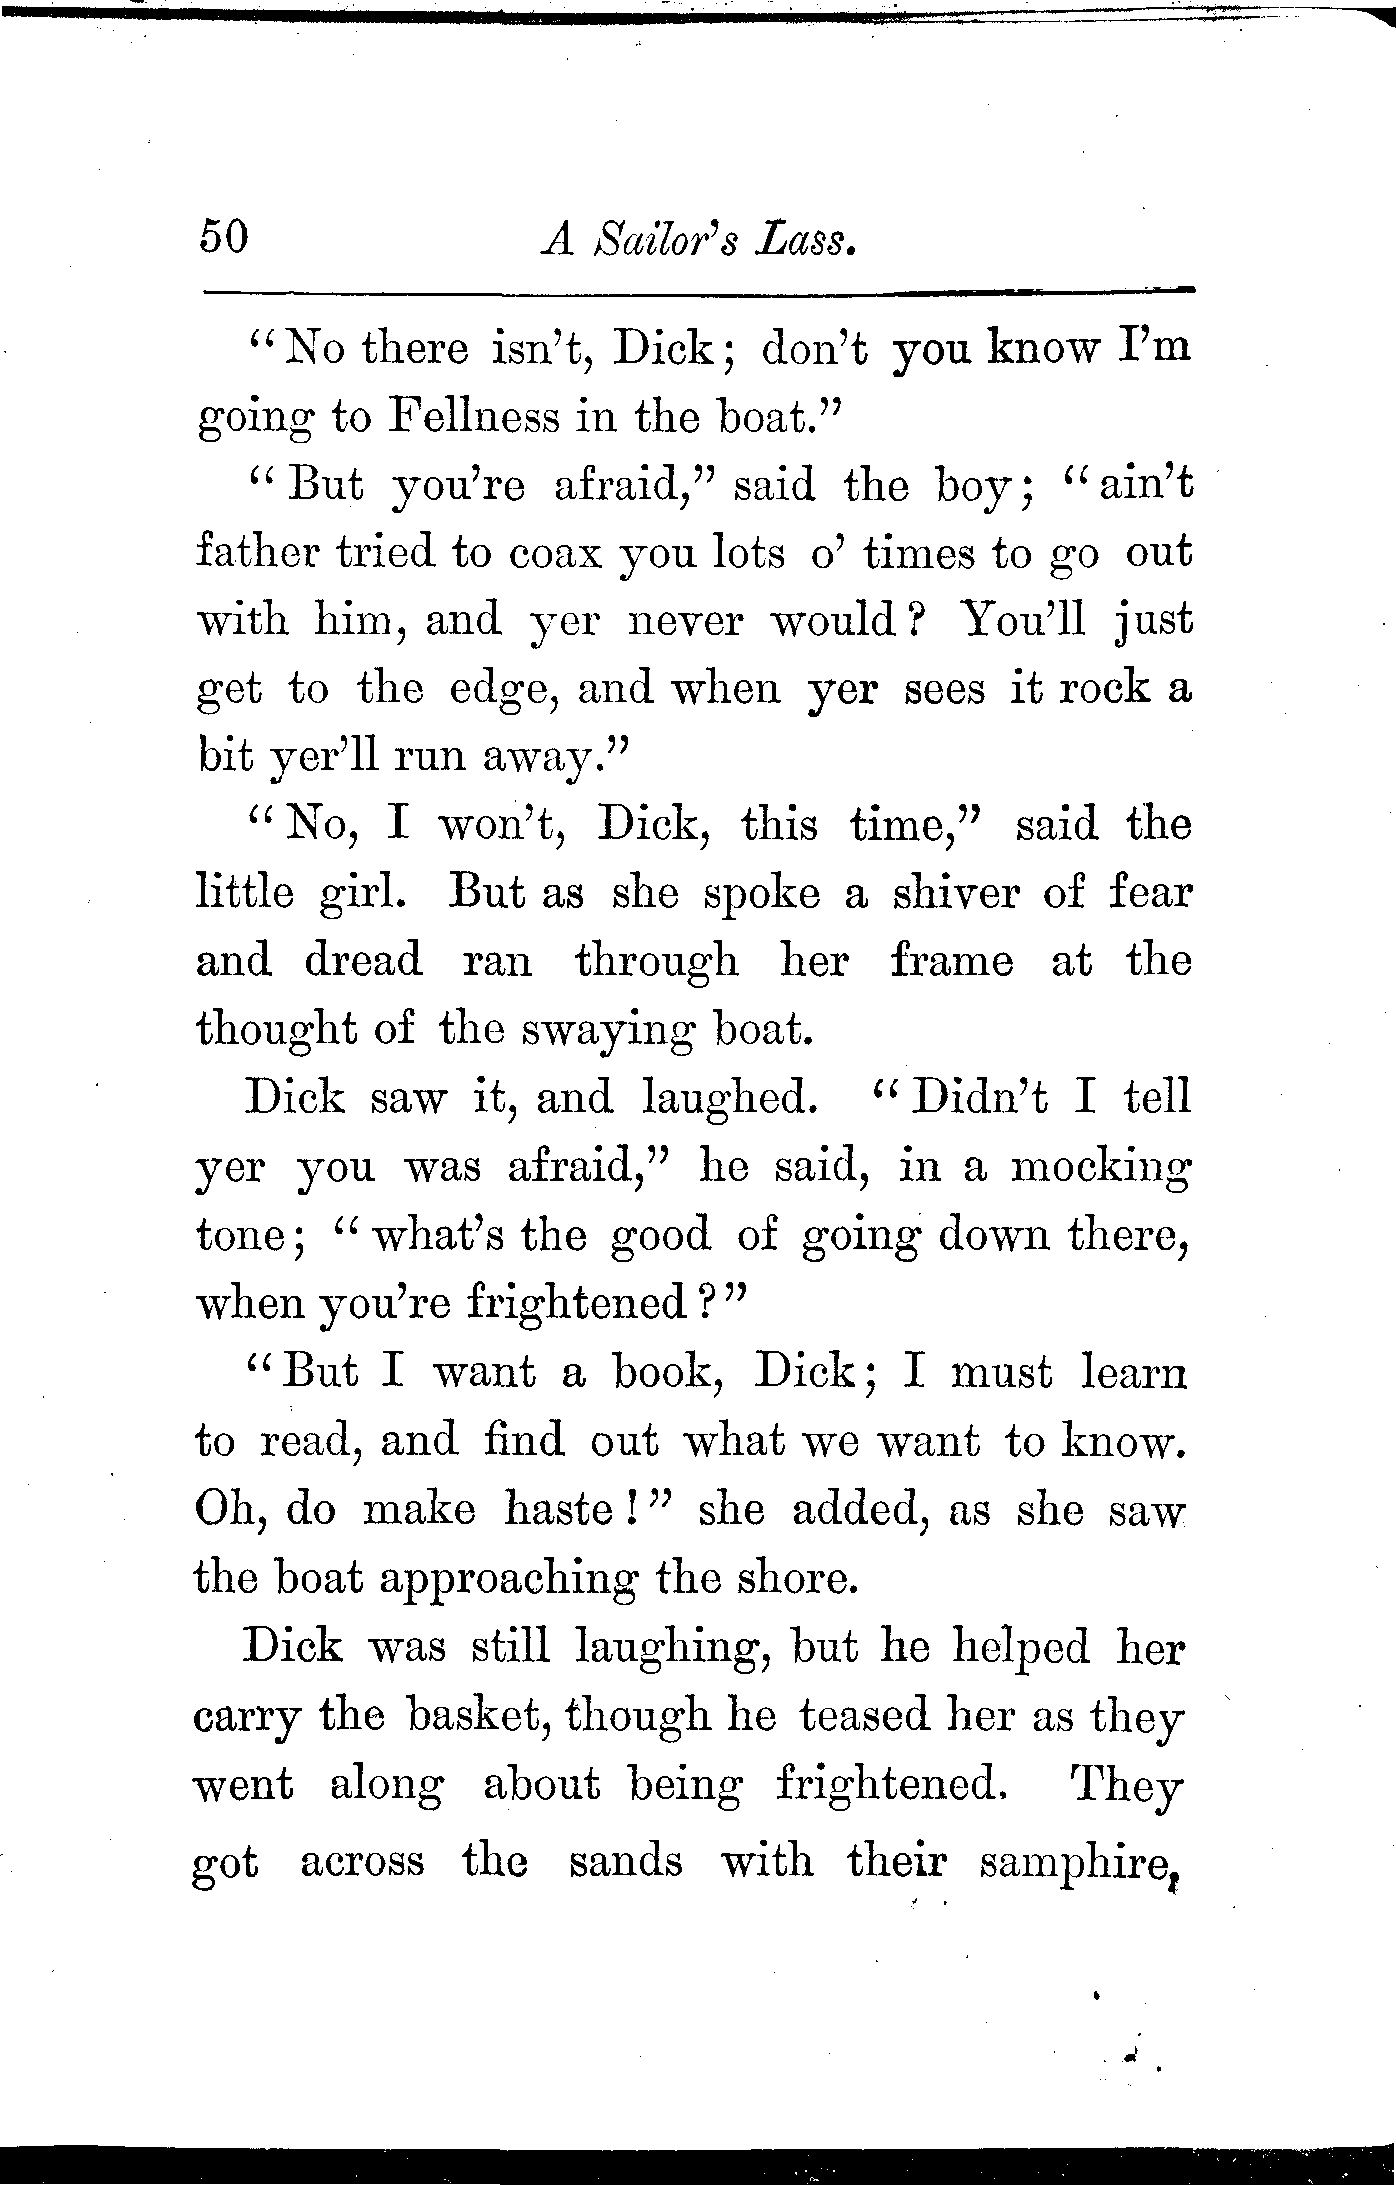 50 A Sailor's Lass.
“No there isn't, Dick; don't you know I'm
going to Fellness in the boat.”
“But you're afraid,” said the boy; “ain't
father tried to coax you lots o' times to go out
with him, and yer never would? You'll just
get to the edge, and when yer sees it rock a
bit yer'll run away.”
“No, I won't, Dick, this time,” said the
little girl. But as she spoke a shiver of fear
and dread ran through her frame at the
thought of the swaying boat.
Dick saw it, and laughed. “Didn't I tell
yer you was afraid,” he said, in a mocking
tone; “what's the good of going down there,
when you're frightened?”
“But I want a book, Dick; I must learn
to read, and find out what we want to know.
Oh, do make haste!” she added, as she saw
the boat approaching the shore.
Dick was still laughing, but he helped her
carry the basket, though he teased her as they
went along about being frightened. They
got across the sands with their samphire,